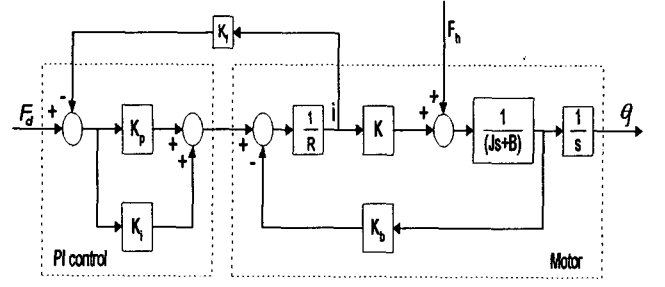 K_f
F_h
-
+
F_d
K_p
+
+
+
-
1
R
i
K
+
+
1
(Js+B)
1
s
q
K_i
K_b
PI control
Motor